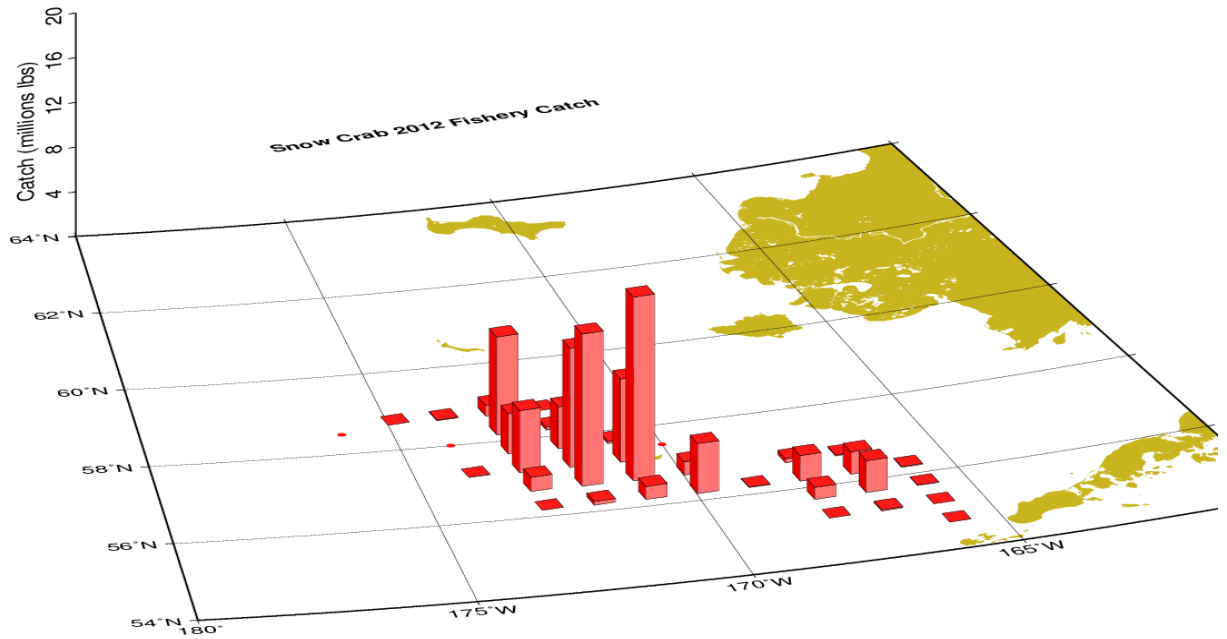 20
16
12
8
4
Catch (millions lbs)
Snow Crab 2012 Fishery Catch
64°N
62°N
60°N
58°N
56°N
54°N
180°
175°W
170°W
165°W